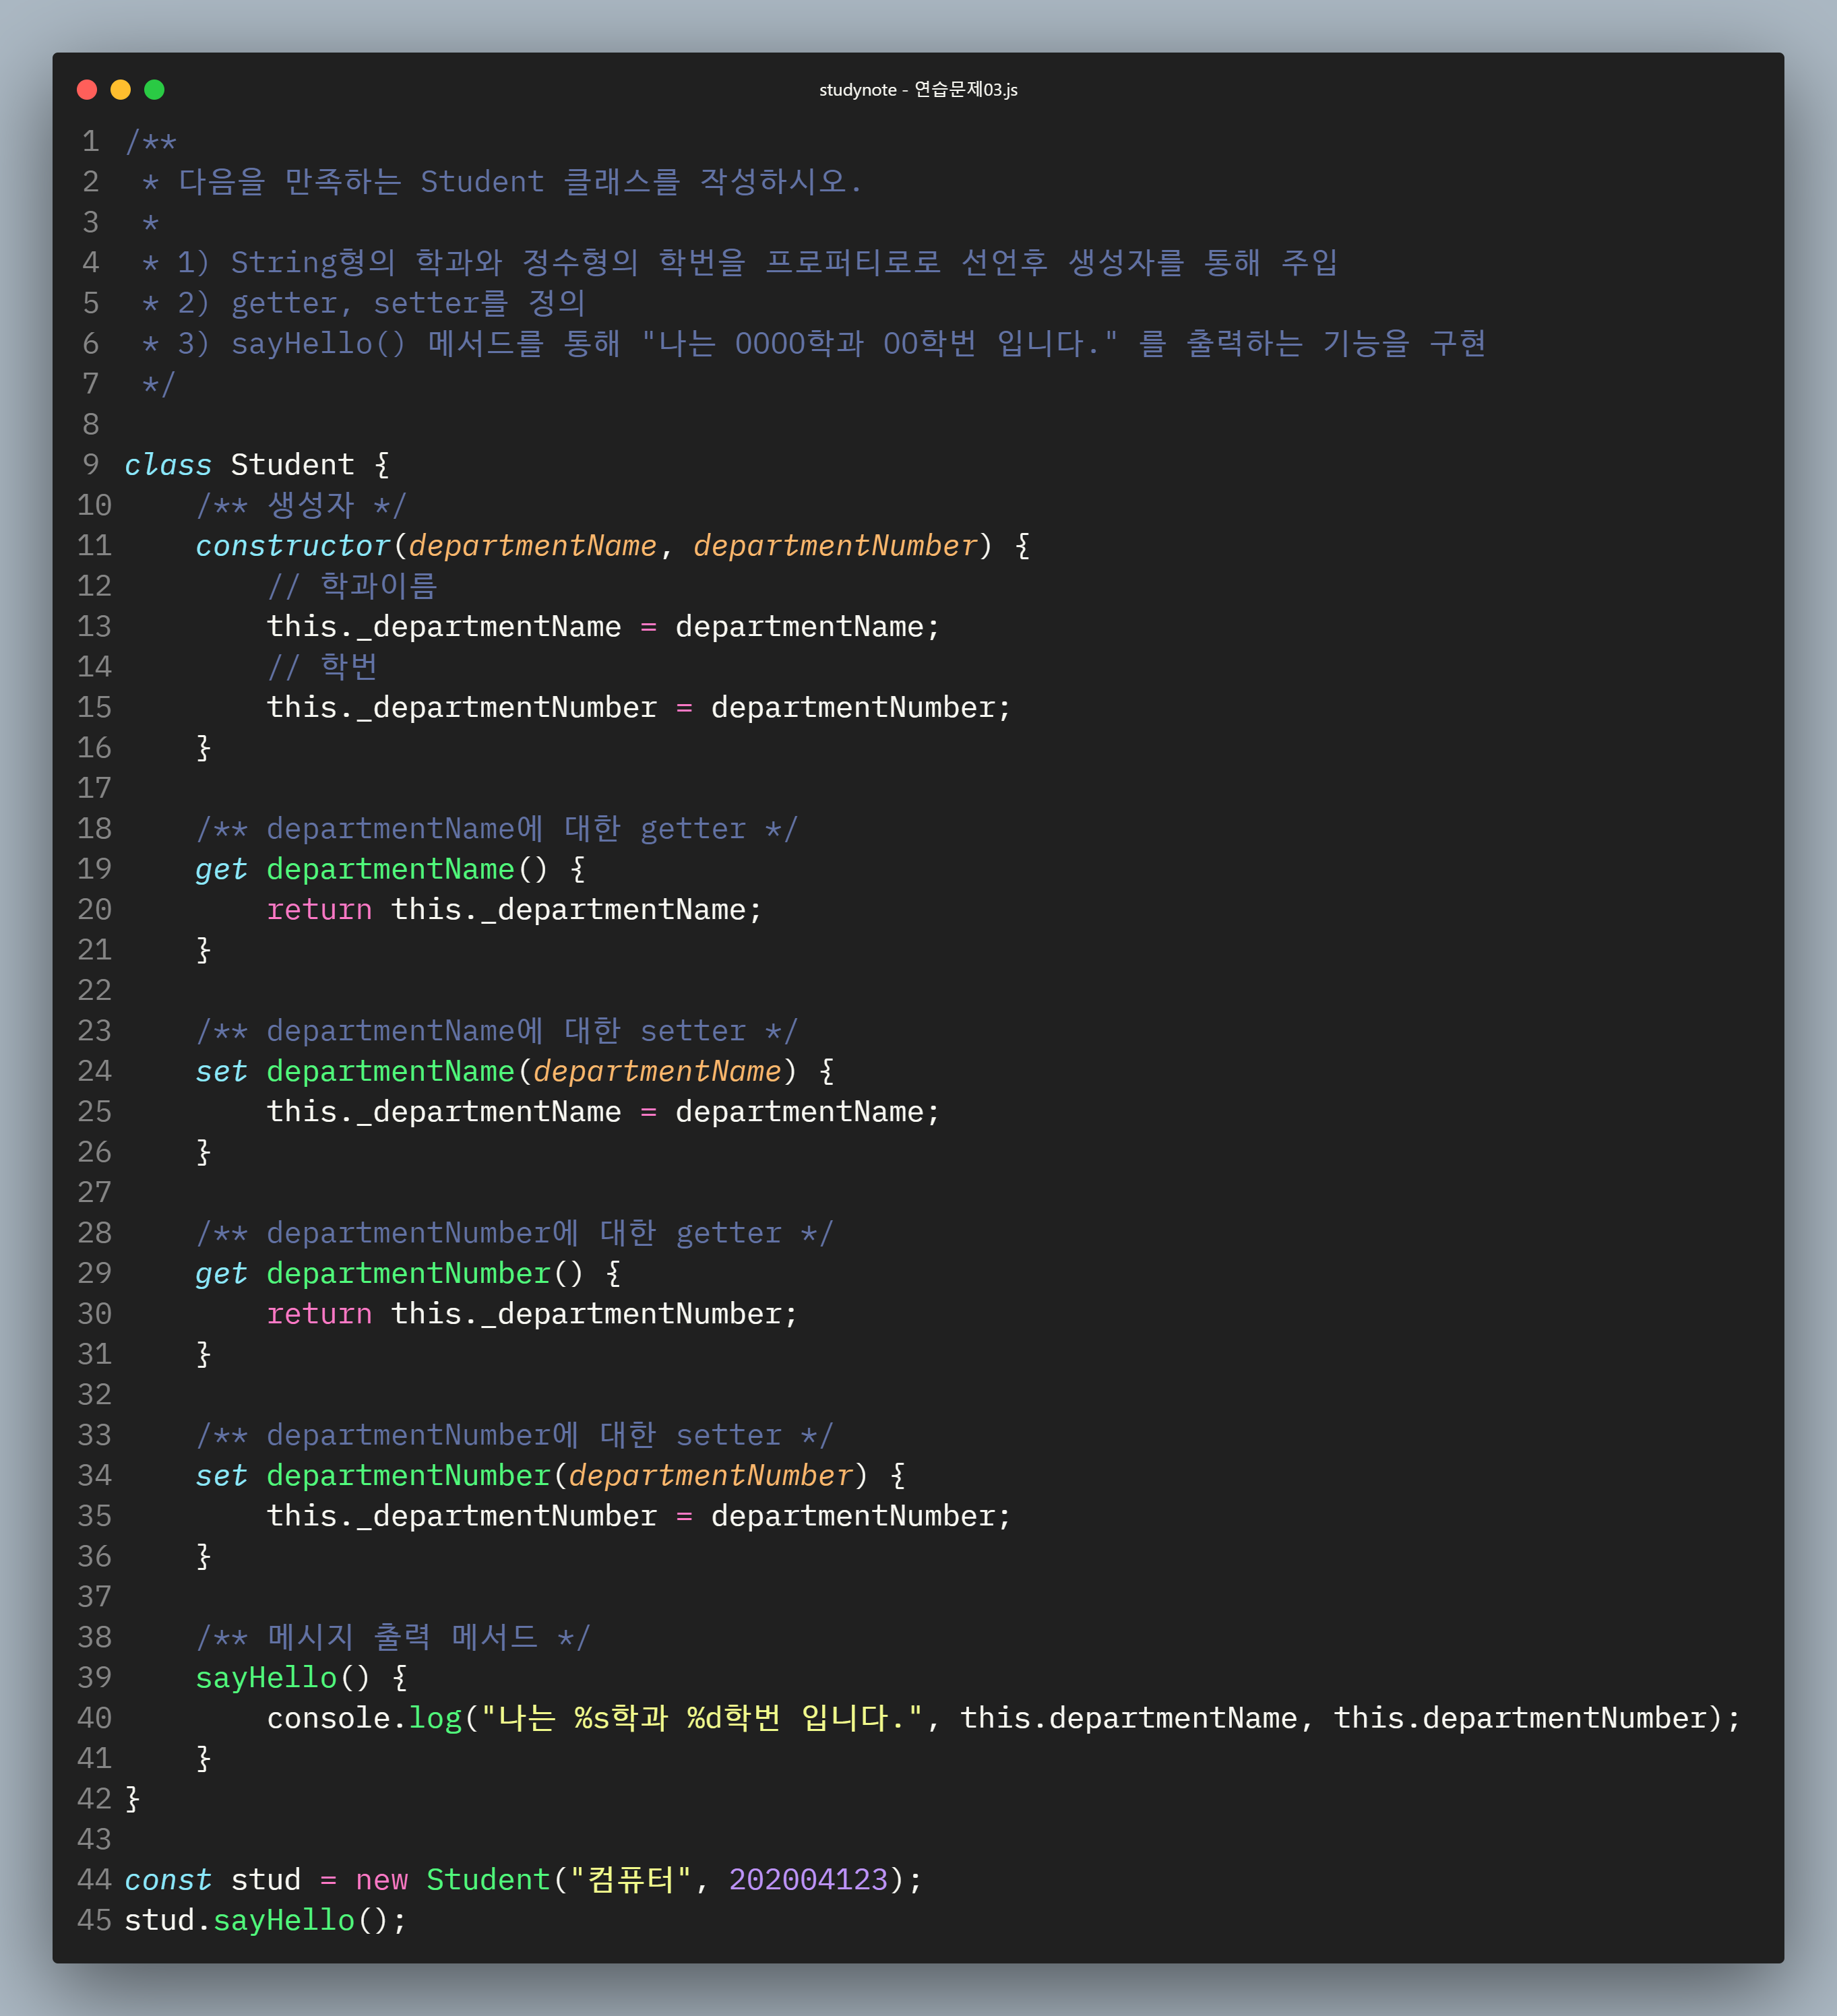 studynote - 연습문제03.js
1 /**
2  * 다음을 만족하는 Student 클래스를 작성하시오.
3  *
4  * 1) String형의 학과와 정수형의 학번을 프로퍼티로로 선언후 생성자를 통해 주입
5  * 2) getter, setter를 정의
6  * 3) sayHello() 메서드를 통해 "나는 0000학과 00학번 입니다." 를 출력하는 기능을 구현
7  */
8
9 class Student {
10     /** 생성자 */
11     constructor(departmentName, departmentNumber) {
12         // 학과이름
13         this._departmentName = departmentName;
14         // 학번
15         this._departmentNumber = departmentNumber;
16     }
17
18     /** departmentName에 대한 getter */
19     get departmentName() {
20         return this._departmentName;
21     }
22
23     /** departmentName에 대한 setter */
24     set departmentName(departmentName) {
25         this._departmentName = departmentName;
26     }
27
28     /** departmentNumber에 대한 getter */
29     get departmentNumber() {
30         return this._departmentNumber;
31     }
32
33     /** departmentNumber에 대한 setter */
34     set departmentNumber(departmentNumber) {
35         this._departmentNumber = departmentNumber;
36     }
37
38     /** 메시지 출력 메서드 */
39     sayHello() {
40         console.log("나는 %s학과 %d학번 입니다.", this.departmentName, this.departmentNumber);
41     }
42 }
43
44 const stud = new Student("컴퓨터", 202004123);
45 stud.sayHello();